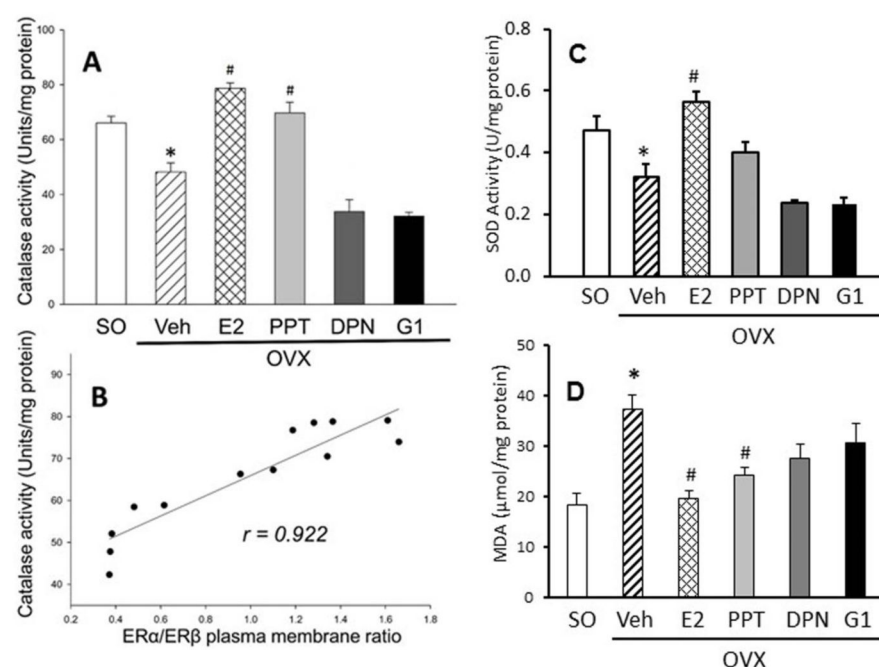 A
Catalase activity (Units/mg protein)
100
80
60
40
20
0
*
#
#
SO Veh E2 PPT DPN G1
OVX
B
Catalase activity (Units/mg protein)
90
80
70
60
50
40
r = 0.922
0.2 0.4 0.6 0.8 1.0 1.2 1.4 1.6 1.8
ERα/ERβ plasma membrane ratio
C
SOD Activity (U/mg protein)
0.8
0.6
0.4
0.2
0.0
*
#
SO Veh E2 PPT DPN G1
OVX
D
MDA (μmol/mg protein)
50
40
30
20
10
0
*
#
#
SO Veh E2 PPT DPN G1
OVX